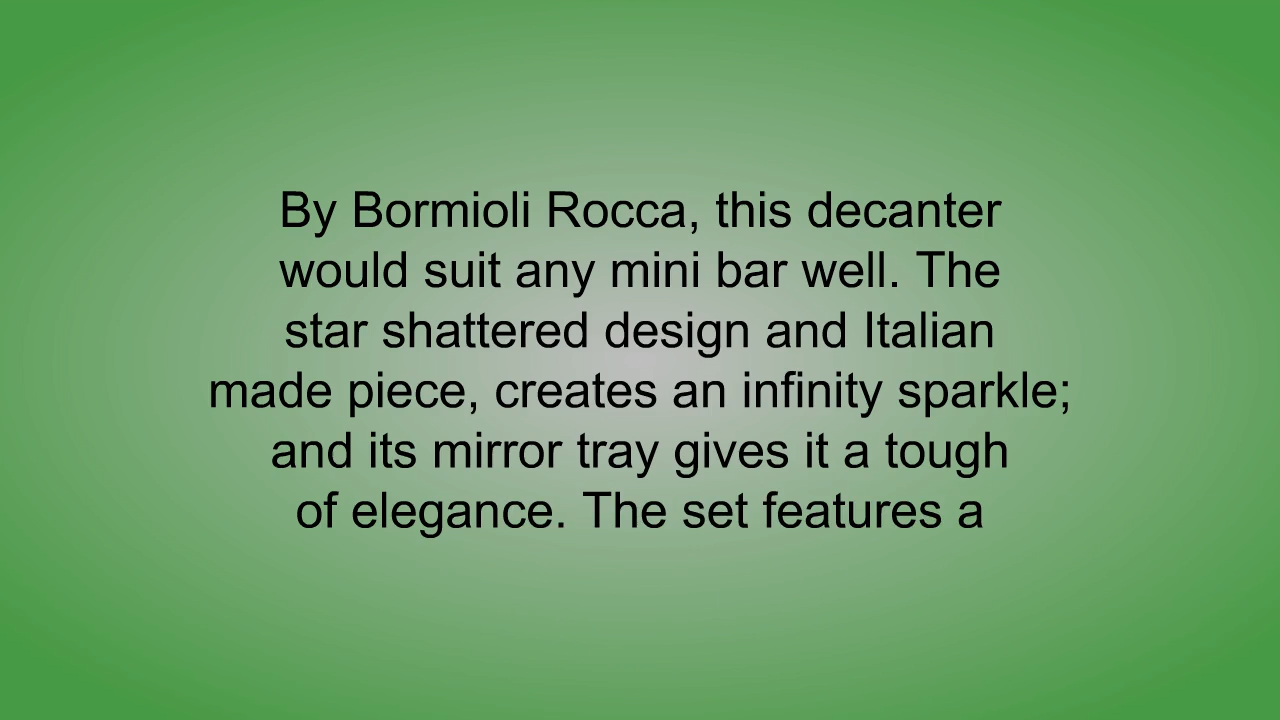 By Bormioli Rocca, this decanter
would suit any mini bar well. The
star shattered design and Italian
made piece, creates an infinity sparkle;
and its mirror tray gives it a tough
of elegance. The set features a